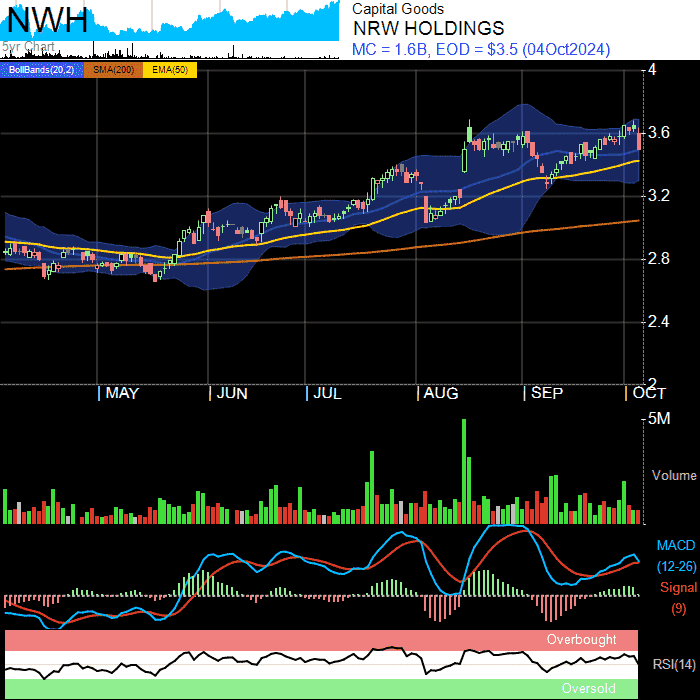 NWH
5yr Chart
Capital Goods
NRW HOLDINGS
MC = 1.6B, EOD = $3.5 (04Oct2024)
BollBands(20,2) SMA(200) EMA(50)
4
3.6
3.2
2.8
2.4
2
MAY JUN JUL AUG SEP OCT
5M
Volume
MACD
(12-26)
Signal
(9)
Overbought
RSI(14)
Oversold